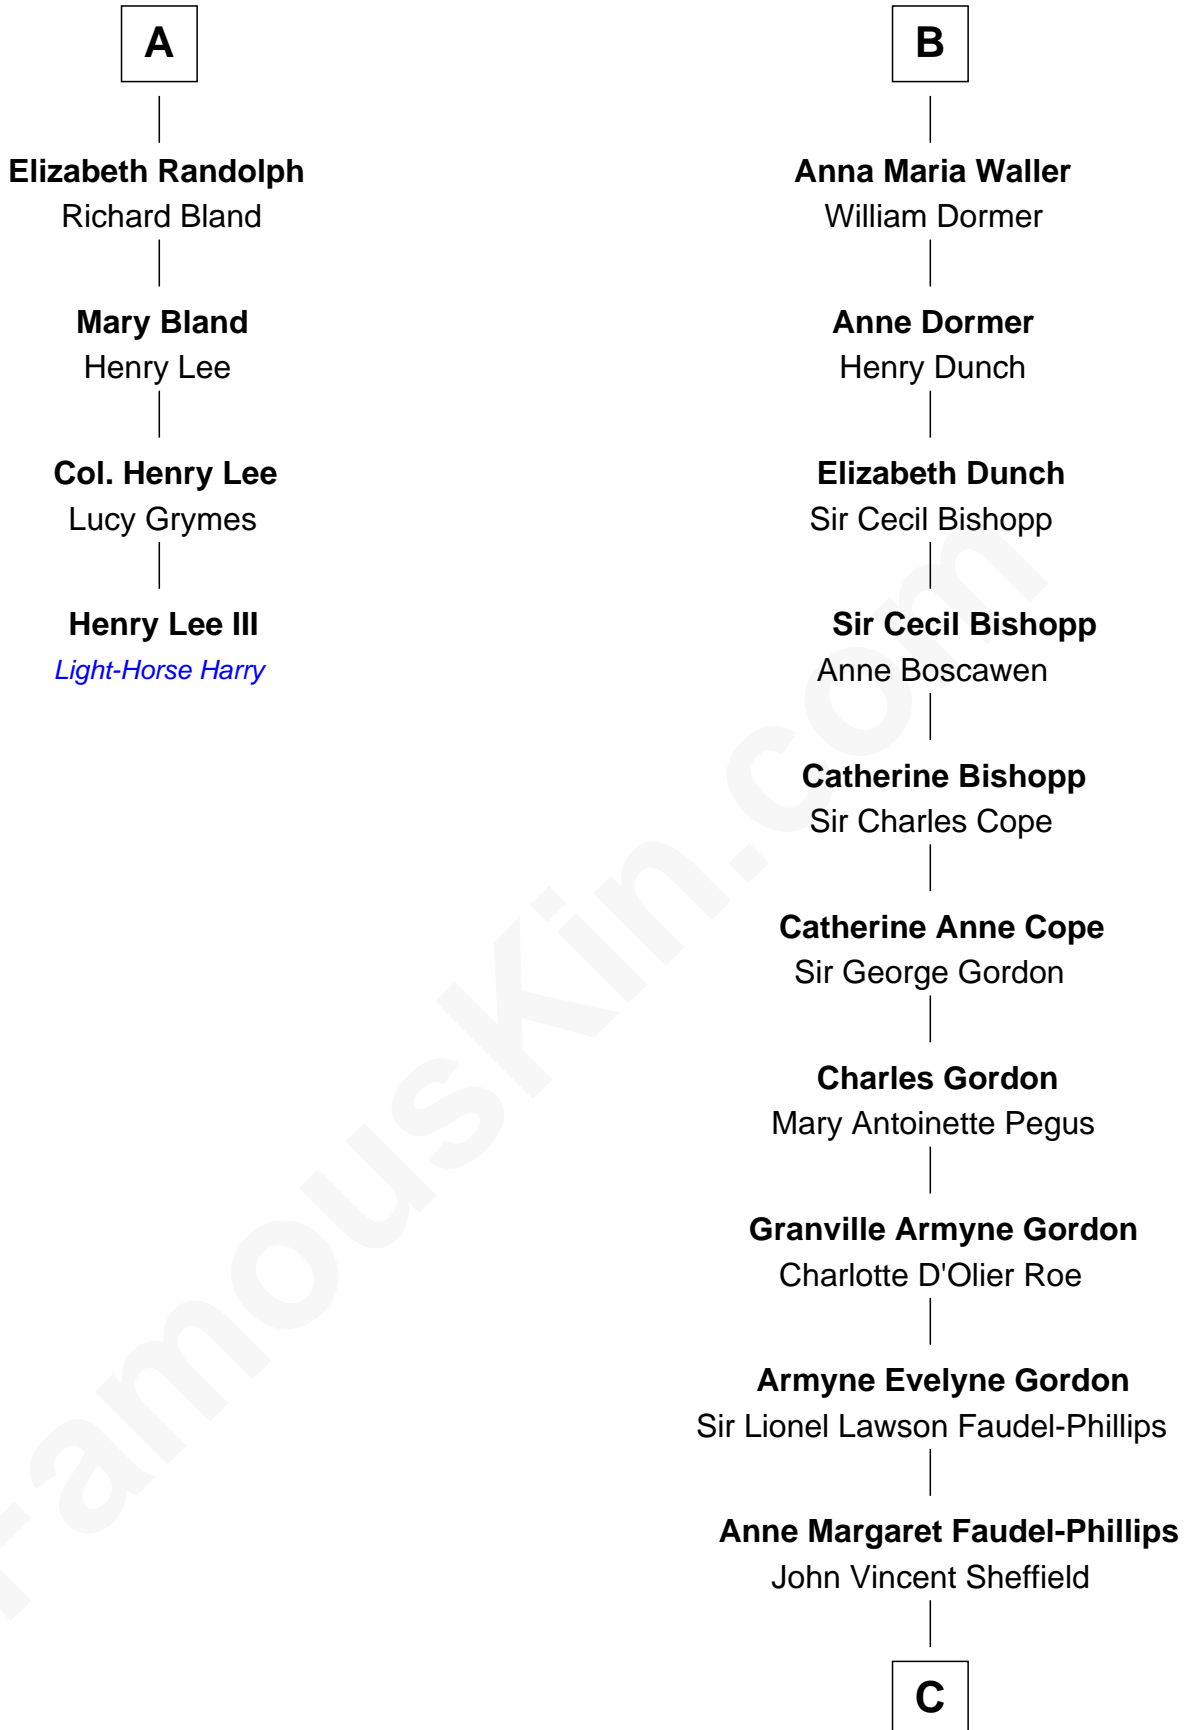 A
Elizabeth Randolph
Richard Bland
Mary Bland
Henry Lee
Col. Henry Lee
Lucy Grymes
Henry Lee III
Light-Horse Harry
B
Anna Maria Waller
William Dormer
Anne Dormer
Henry Dunch
Elizabeth Dunch
Sir Cecil Bishopp
Sir Cecil Bishopp
Anne Boscawen
Catherine Bishopp
Sir Charles Cope
Catherine Anne Cope
Sir George Gordon
Charles Gordon
Mary Antoinette Pegus
Granville Armyne Gordon
Charlotte D'Olier Roe
Armyne Evelyne Gordon
Sir Lionel Lawson Faudel-Phillips
Anne Margaret Faudel-Phillips
John Vincent Sheffield
C
FamousKin.com